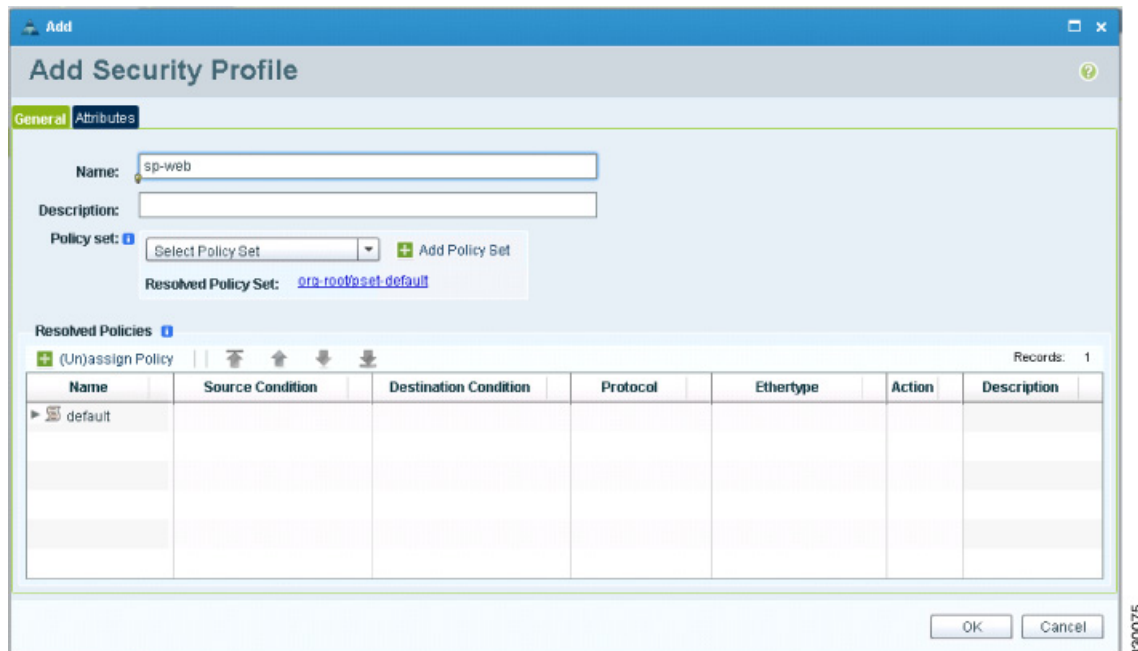 Add
Add Security Profile
General Attributes
Name: sp-web
Description:
Policy set: Select Policy Set Add Policy Set
Resolved Policy Set: org-root/pset-default
Resolved Policies
(Un)assign Policy Records: 1
Name Source Condition Destination Condition Protocol Ethertype Action Description
default
OK Cancel